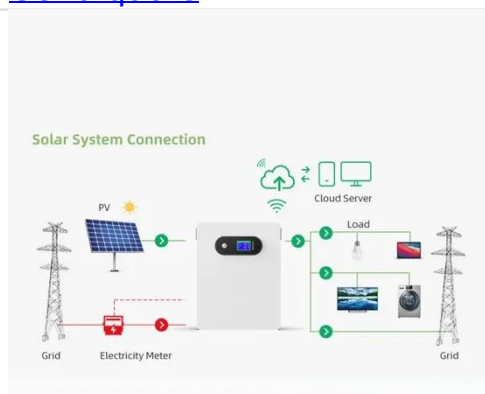 Solar System Connection
Cloud Server
PV
Load
Grid
Electricity Meter
Grid